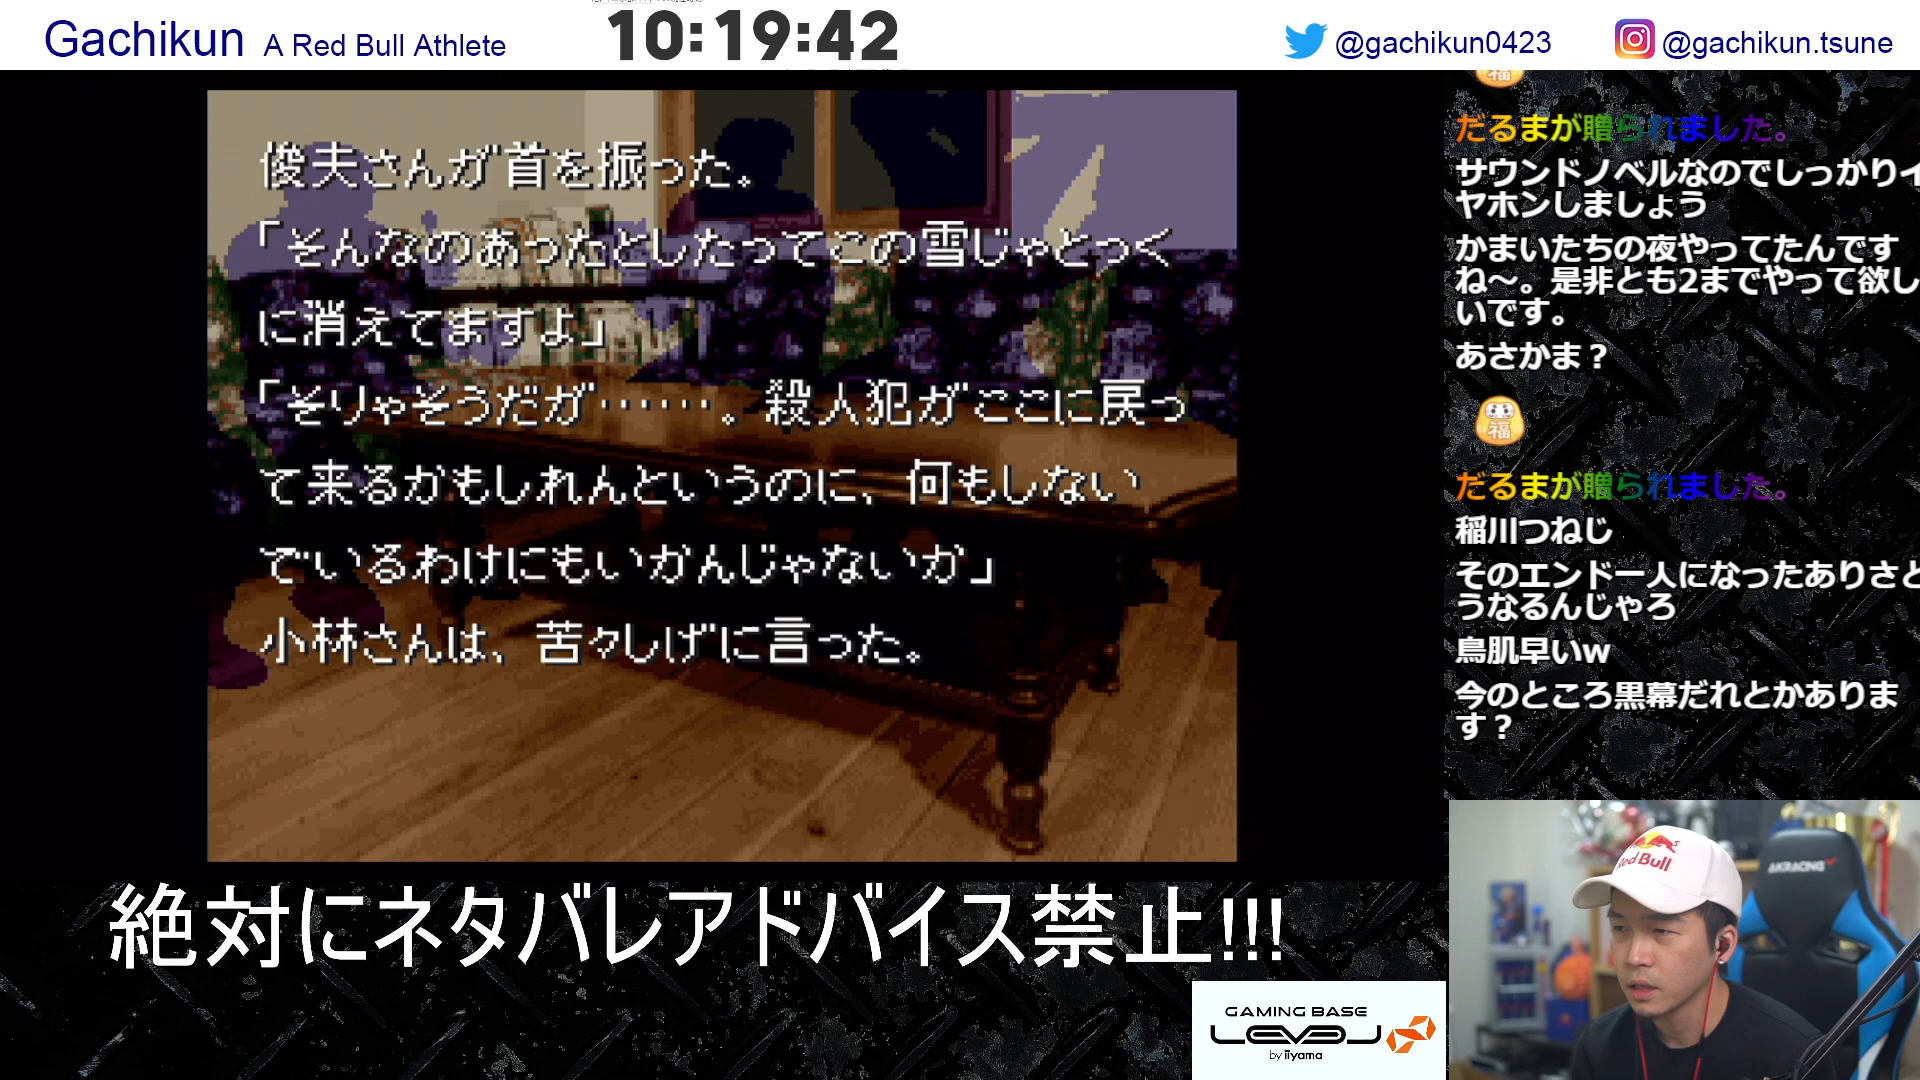 Gachikun A Red Bull Athlete
10:19:42
@gachikun0423
@gachikun.tsune
俊夫さんが首を振った。
「そんなのあったとしたってこの雪じゃとっく
に消えてますよ」
「そりゃそうだが……。殺人犯がここに戻っ
て来るかもしれんというのに、何もしない
でいるわけにもいかんじゃないか」
小林さんは、苦々しげに言った。
福
だるまが贈られました。
サウンドノベルなのでしっかりイ
ヤホンしましょう
かまいたちの夜やってたんです
ね〜。是非とも2までやって欲し
いです。
あさかま？
福
だるまが贈られました。
稲川つねじ
そのエンド一人になったありさと
うなるんじゃろ
鳥肌早いw
今のところ黒幕だれとかありま
す？
絶対にネタバレアドバイス禁止!!!
GAMING BASE
LEVEL
by iiyama
Red Bull
AKRACING